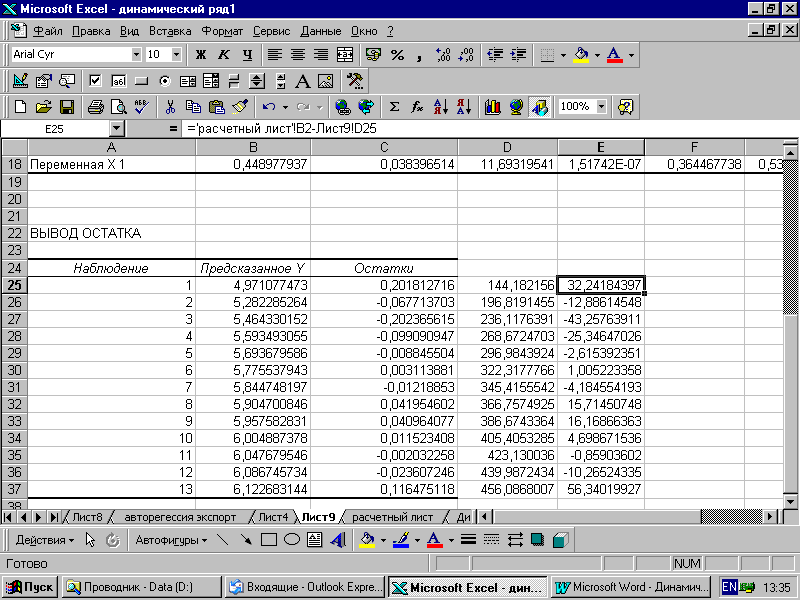 Microsoft Excel - динамический ряд1
Файл Правка Вид Вставка Формат Сервис Данные Окно ?
Arial Cyr 10 Ж К Ч % ,
100%
E25 = ='расчетный лист'!B2-Лист9!D25
A B C D E F
18 Переменная X 1 0,448977937 0,038396514 11,69319541 1,51742E-07 0,364467738 0,53
19
20
21
22 ВЫВОД ОСТАТКА
23
24 Наблюдение Предсказанное Y Остатки
25 1 4,971077473 0,201812716 144,182156 32,24184397
26 2 5,282285264 -0,067713703 196,8191455 -12,88614548
27 3 5,464330152 -0,202365615 236,1176391 -43,25763911
28 4 5,593493055 -0,099090947 268,6724703 -25,34647026
29 5 5,693679586 -0,008845504 296,9843924 -2,615392351
30 6 5,775537943 0,003113881 322,3177766 1,005223358
31 7 5,844748197 -0,01218853 345,4155542 -4,184554193
32 8 5,904700846 0,041954602 366,7574925 15,71450748
33 9 5,957582831 0,040964077 386,6743364 16,16866363
34 10 6,004887378 0,011523408 405,4053285 4,698671536
35 11 6,047679546 -0,002032258 423,130036 -0,85903602
36 12 6,086745734 -0,023607246 439,9872434 -10,26524335
37 13 6,122683144 0,116475118 456,0868007 56,34019927
38
Лист8 авторегессия экспорт Лист4 Лист9 расчетный лист Ди
Действия Автофигуры
Готово NUM
Пуск Проводник - Data (D:) Входящие - Outlook Expre... Microsoft Excel - дин... Microsoft Word - Динамич... EN 13:35